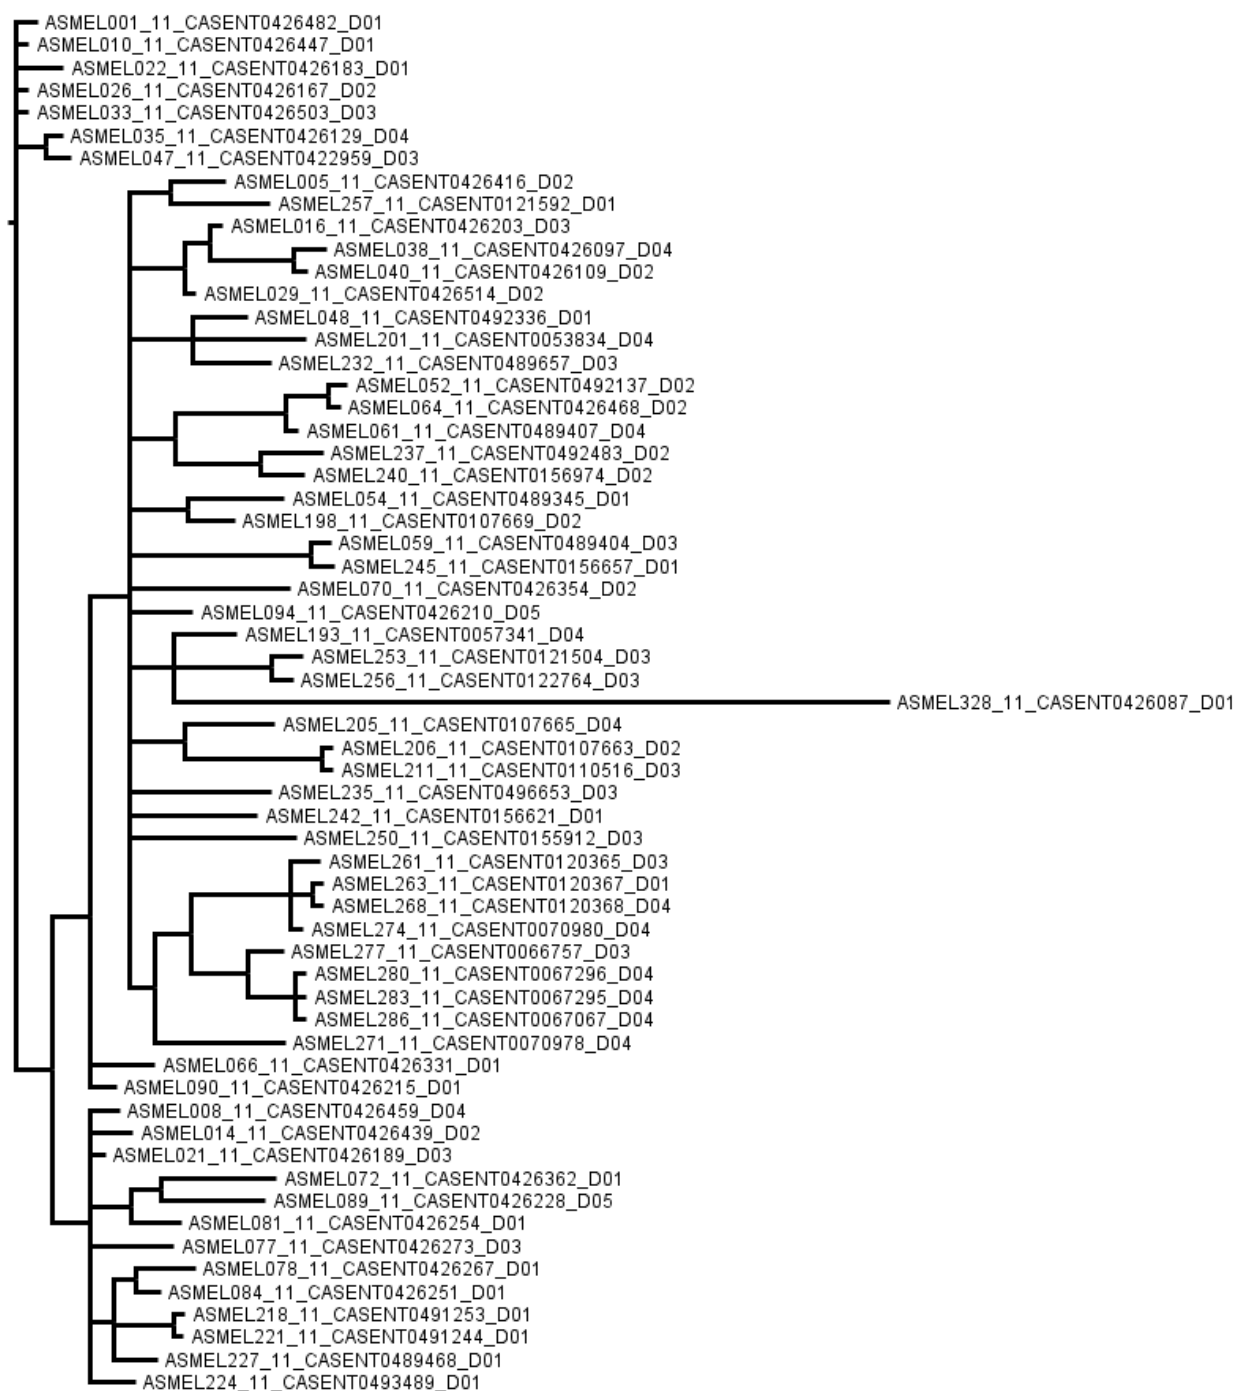 ASMEL001_11_CASENT0426482_D01
ASMEL010_11_CASENT0426447_D01
ASMEL022_11_CASENT0426183_D01
ASMEL026_11_CASENT0426167_D02
ASMEL033_11_CASENT0426503_D03
ASMEL035_11_CASENT0426129_D04
ASMEL047_11_CASENT0422959_D03
ASMEL005_11_CASENT0426416_D02
ASMEL257_11_CASENT0121592_D01
ASMEL016_11_CASENT0426203_D03
ASMEL038_11_CASENT0426097_D04
ASMEL040_11_CASENT0426109_D02
ASMEL029_11_CASENT0426514_D02
ASMEL048_11_CASENT0492336_D01
ASMEL201_11_CASENT0053834_D04
ASMEL232_11_CASENT0489657_D03
ASMEL052_11_CASENT0492137_D02
ASMEL064_11_CASENT0426468_D02
ASMEL061_11_CASENT0489407_D04
ASMEL237_11_CASENT0492483_D02
ASMEL240_11_CASENT0156974_D02
ASMEL054_11_CASENT0489345_D01
ASMEL198_11_CASENT0107669_D02
ASMEL059_11_CASENT0489404_D03
ASMEL245_11_CASENT0156657_D01
ASMEL070_11_CASENT0426354_D02
ASMEL094_11_CASENT0426210_D05
ASMEL193_11_CASENT0057341_D04
ASMEL253_11_CASENT0121504_D03
ASMEL256_11_CASENT0122764_D03
ASMEL328_11_CASENT0426087_D01
ASMEL205_11_CASENT0107665_D04
ASMEL206_11_CASENT0107663_D02
ASMEL211_11_CASENT0110516_D03
ASMEL235_11_CASENT0496653_D03
ASMEL242_11_CASENT0156621_D01
ASMEL250_11_CASENT0155912_D03
ASMEL261_11_CASENT0120365_D03
ASMEL263_11_CASENT0120367_D01
ASMEL268_11_CASENT0120368_D04
ASMEL274_11_CASENT0070980_D04
ASMEL277_11_CASENT0066757_D03
ASMEL280_11_CASENT0067296_D04
ASMEL283_11_CASENT0067295_D04
ASMEL286_11_CASENT0067067_D04
ASMEL271_11_CASENT0070978_D04
ASMEL066_11_CASENT0426331_D01
ASMEL090_11_CASENT0426215_D01
ASMEL008_11_CASENT0426459_D04
ASMEL014_11_CASENT0426439_D02
ASMEL021_11_CASENT0426189_D03
ASMEL072_11_CASENT0426362_D01
ASMEL089_11_CASENT0426228_D05
ASMEL081_11_CASENT0426254_D01
ASMEL077_11_CASENT0426273_D03
ASMEL078_11_CASENT0426267_D01
ASMEL084_11_CASENT0426251_D01
ASMEL218_11_CASENT0491253_D01
ASMEL221_11_CASENT0491244_D01
ASMEL227_11_CASENT0489468_D01
ASMEL224_11_CASENT0493489_D01